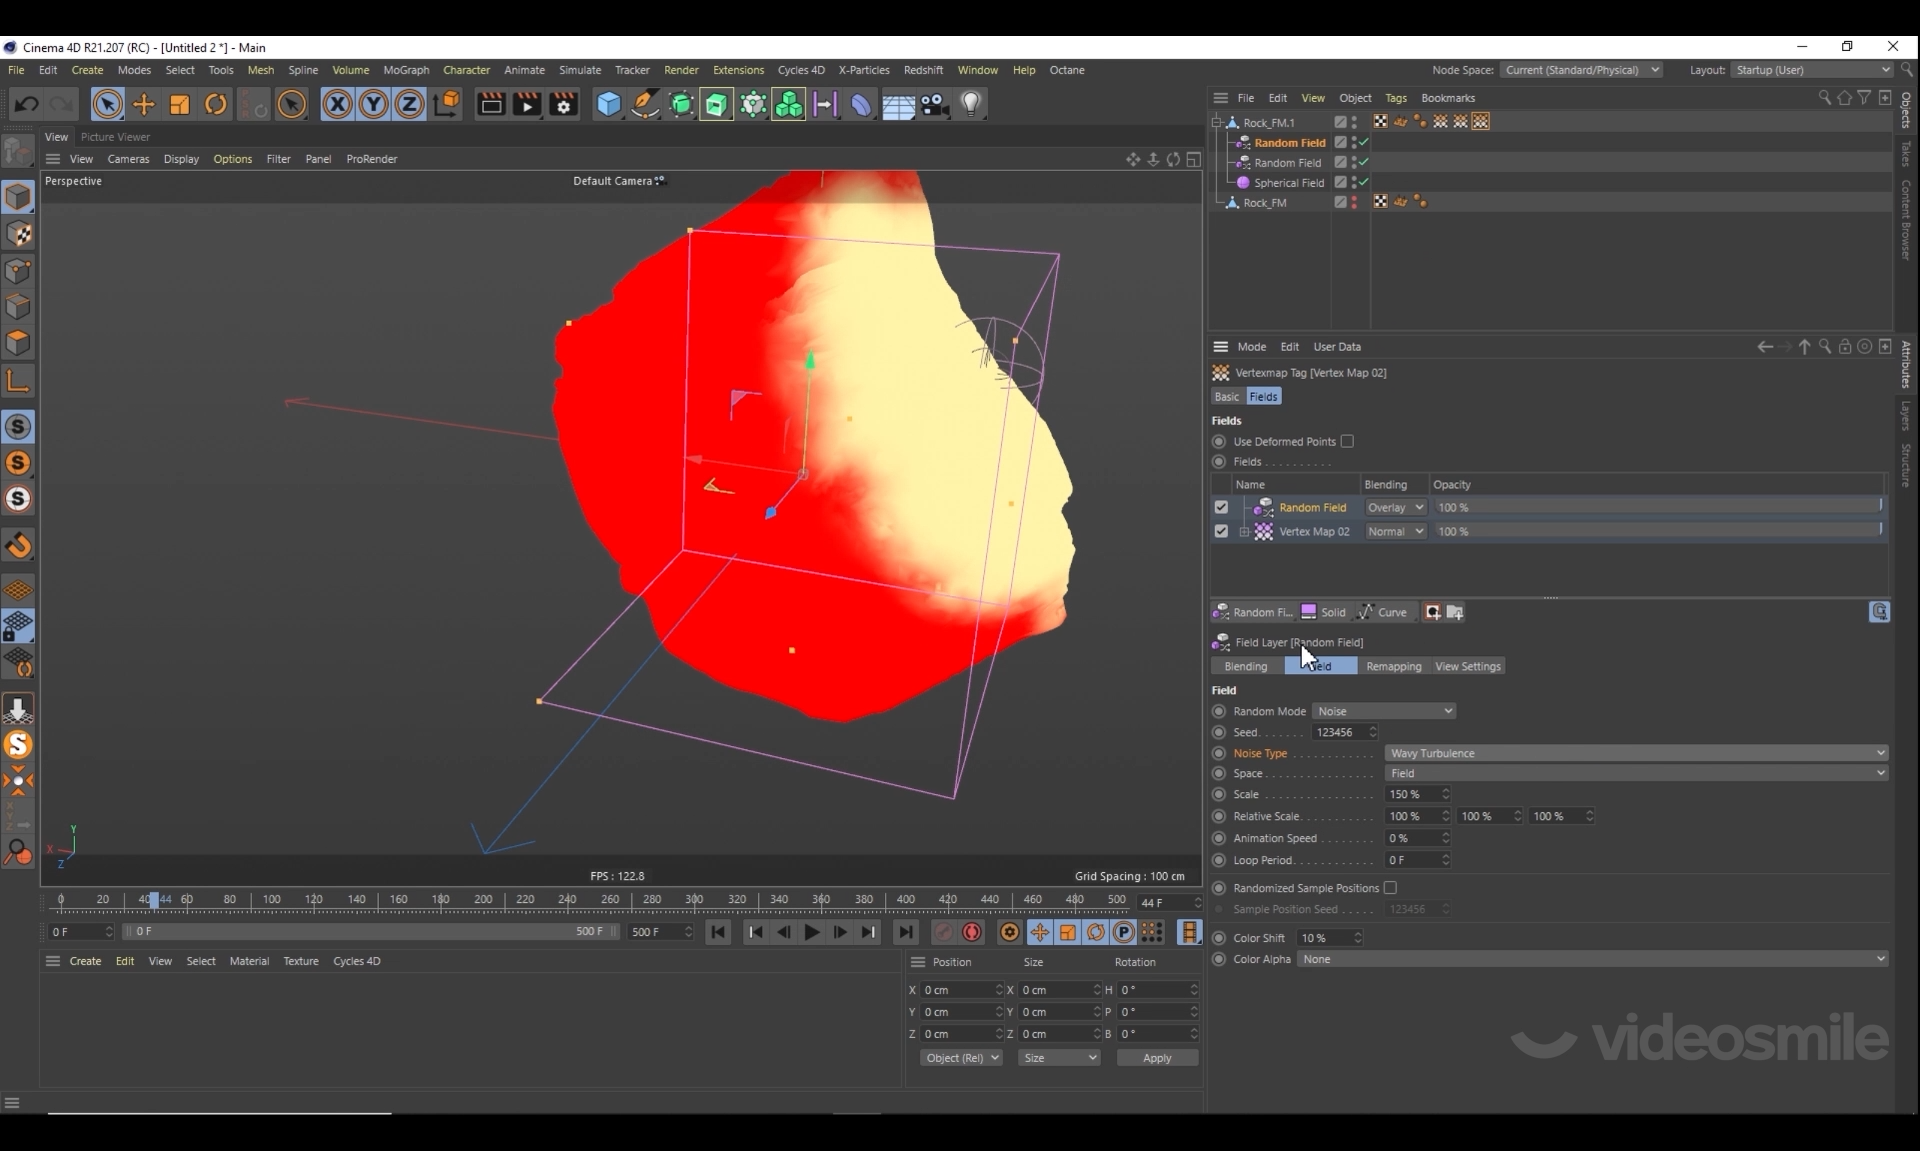 Cinema 4D R21.207 (RC) - [Untitled 2 *] - Main
File Edit Create Modes Select Tools Mesh Spline Volume MoGraph Character Animate Simulate Tracker Render Extensions Cycles 4D X-Particles Redshift Window Help Octane
Node Space: Current (Standard/Physical) Layout: Startup (User)
View Picture Viewer
View Cameras Display Options Filter Panel ProRender
Perspective
Default Camera
Y
X
Z
FPS : 122.8
Grid Spacing : 100 cm
0 20 40 44 60 80 100 120 140 160 180 200 220 240 260 280 300 320 340 360 380 400 420 440 460 480 500 44 F
0 F 0 F 500 F 500 F
Create Edit View Select Material Texture Cycles 4D
Position Size Rotation
X 0 cm X 0 cm H 0 °
Y 0 cm Y 0 cm P 0 °
Z 0 cm Z 0 cm B 0 °
Object (Rel) Size Apply
File Edit View Object Tags Bookmarks
Rock_FM.1
Random Field
Random Field
Spherical Field
Rock_FM
Objects
Takes
Content Browser
Attributes
Layers
Structure
Mode Edit User Data
Vertexmap Tag [Vertex Map 02]
Basic Fields
Fields
Use Deformed Points
Fields
Name Blending Opacity
Random Field Overlay 100 %
Vertex Map 02 Normal 100 %
Random Fi... Solid Curve
Field Layer [Random Field]
Blending Remapping View Settings
Field
Random Mode Noise
Seed 123456
Noise Type Wavy Turbulence
Space Field
Scale 150 %
Relative Scale 100 % 100 % 100 %
Animation Speed 0 %
Loop Period 0 F
Randomized Sample Positions
Sample Position Seed 123456
Color Shift 10 %
Color Alpha None
videosmile